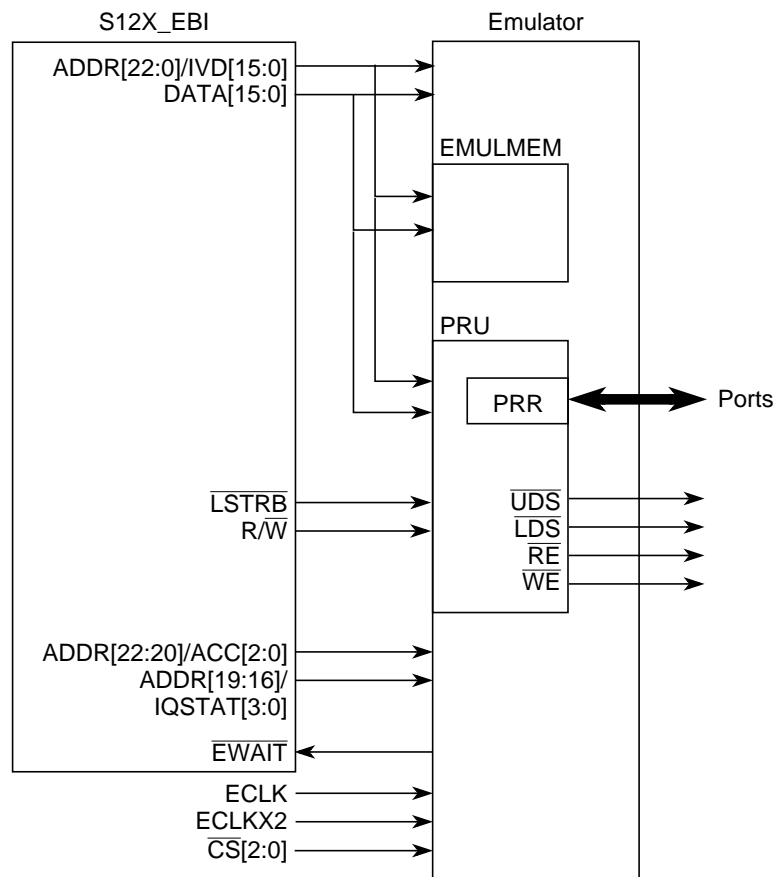 S12X_EBI
Emulator
ADDR[22:0]/IVD[15:0]
DATA[15:0]
EMULMEM
PRU
PRR
Ports
LSTRB
R/W
UDS
LDS
RE
WE
ADDR[22:20]/ACC[2:0]
ADDR[19:16]/
IQSTAT[3:0]
EWAIT
ECLK
ECLKX2
CS[2:0]